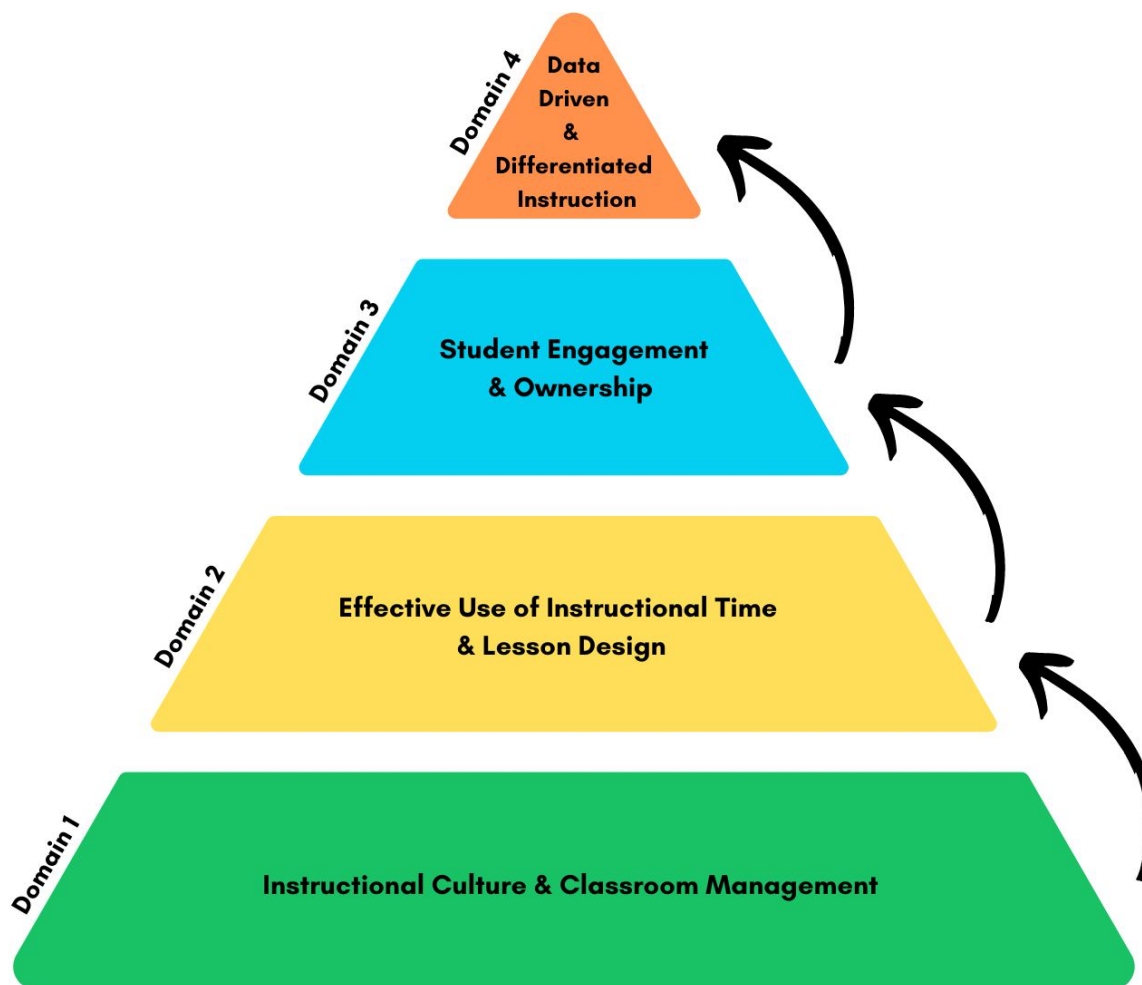 Domain 4
Data
Driven
&
Differentiated
Instruction
Domain 3
Student Engagement
& Ownership
Domain 2
Effective Use of Instructional Time
& Lesson Design
Domain 1
Instructional Culture & Classroom Management